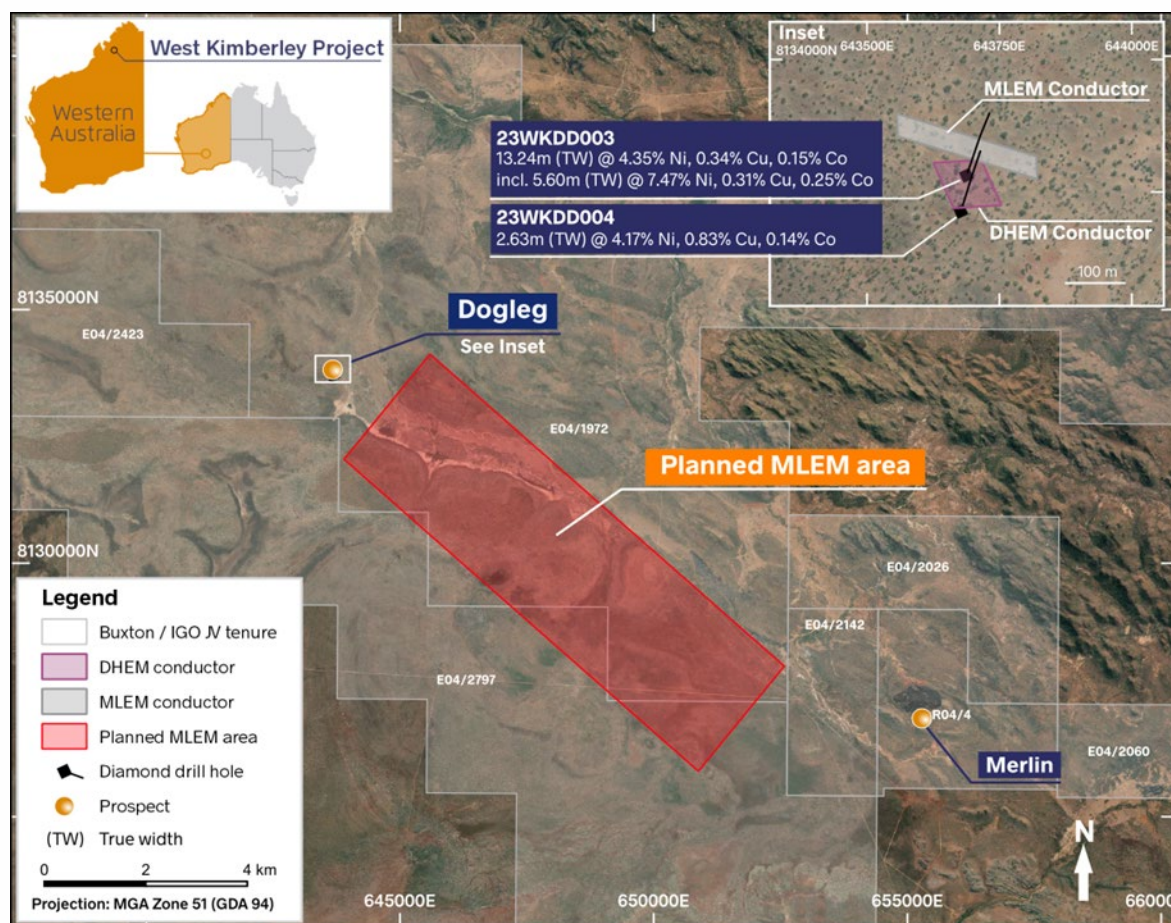 West Kimberley Project
Western
Australia
Inset
8134000N
643500E
643750E
644000E
MLEM Conductor
23WKDD003
13.24m (TW) @ 4.35% Ni, 0.34% Cu, 0.15% Co
incl. 5.60m (TW) @ 7.47% Ni, 0.31% Cu, 0.25% Co
23WKDD004
2.63m (TW) @ 4.17% Ni, 0.83% Cu, 0.14% Co
DHEM Conductor
100 m
8135000N
Dogleg
See Inset
E04/2423
E04/1972
Planned MLEM area
8130000N
E04/2026
E04/2142
E04/2797
R04/4
Merlin
E04/2060
Legend
Buxton / IGO JV tenure
DHEM conductor
MLEM conductor
Planned MLEM area
Diamond drill hole
Prospect
(TW) True width
0 2 4 km
Projection: MGA Zone 51 (GDA 94)
645000E
650000E
655000E
N